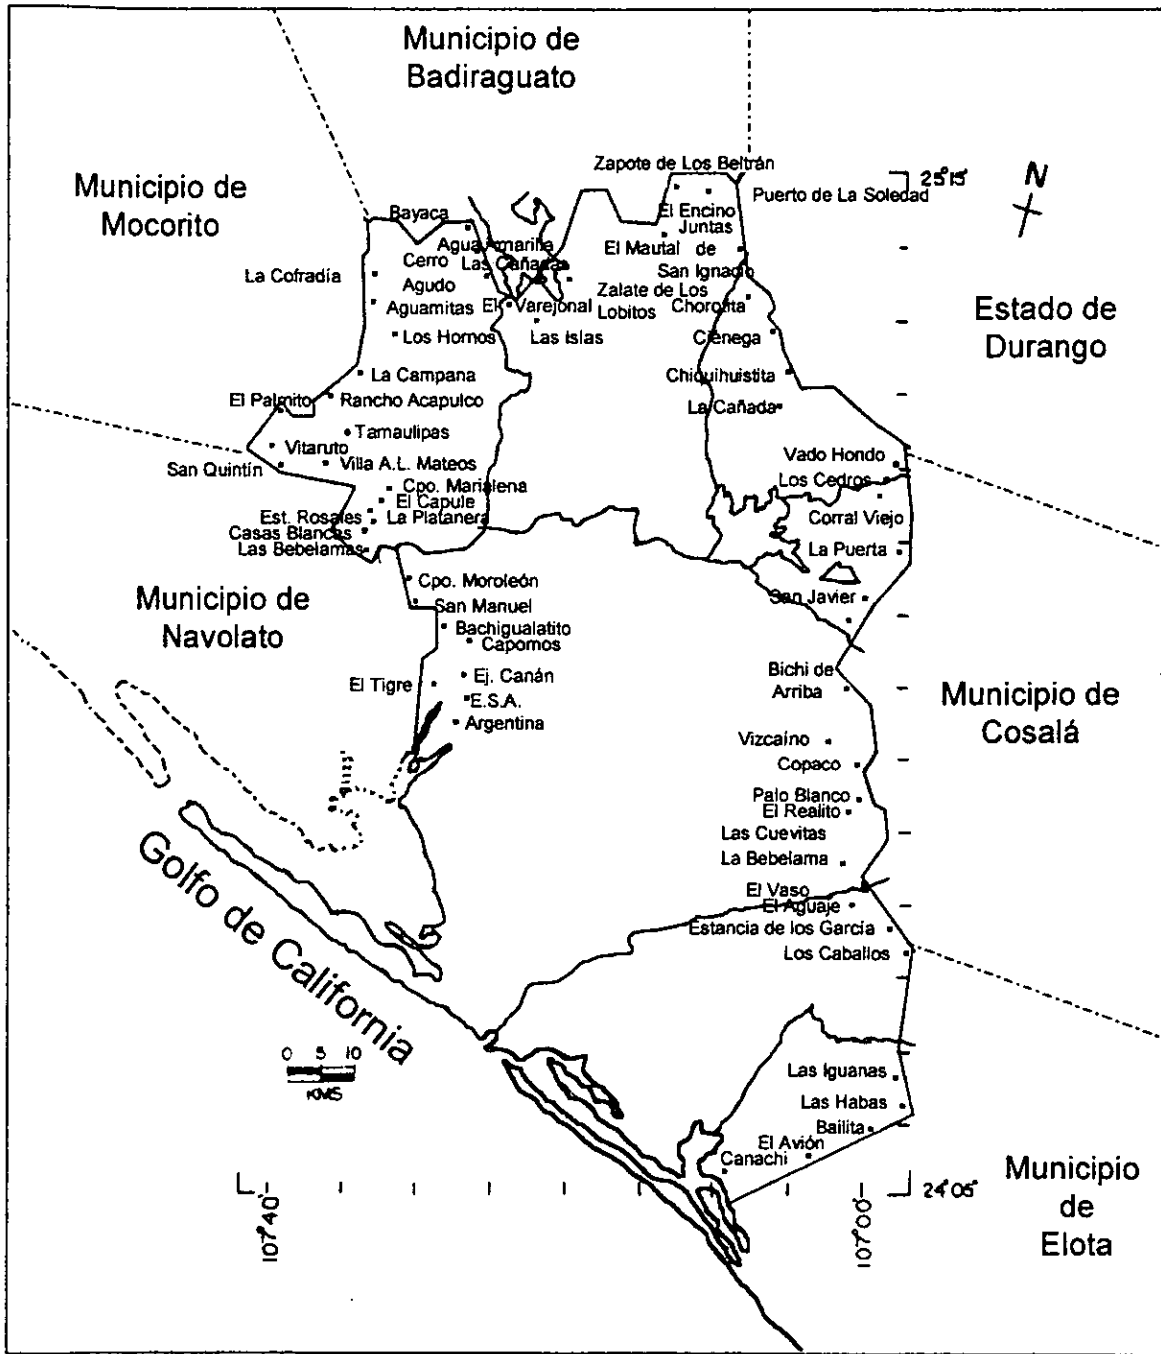 Municipio de
Badiraguato
Municipio de
Mocorito
Zapote de Los Beltrán
25°15'
N
Puerto de La Soledad
El Encino
Bayaca
Juntas
Agua Amarilla
El Mautal de
Cerro
Las Cañadas
San Ignacio
La Cofradía
Agudo
Zalate de Los
Aguamitas
El Varejonal
Lobitos
Chorotita
Estado de
Durango
Los Hornos
Las Islas
Ciénega
La Campana
Chiquihuistita
El Palmito
Rancho Acapulco
La Cañada
Tamaulipas
Vitaruto
Vado Hondo
San Quintín
Villa A.L. Mateos
Los Cedros
Cpo. Marialena
El Capule
Est. Rosales
La Platanera
Corral Viejo
Casas Blancas
Las Bebelamas
La Puerta
Cpo. Moroleón
San Javier
Municipio de
Navolato
San Manuel
Bachigualatito
Caporos
Bichi de
Arriba
El Tigre
Ej. Canán
E.S.A.
Argentina
Municipio de
Cosalá
Vizcaíno
Copaco
Palo Blanco
El Realito
Las Cuevitas
La Bebelama
Golfo de California
El Vaso
El Aguaje
Estancia de los García
Los Caballos
0 5 10
KMS
Las Iguanas
Las Habas
Bailita
El Avión
Canachi
Municipio
de
Elota
24°05'
107°40'
107°00'